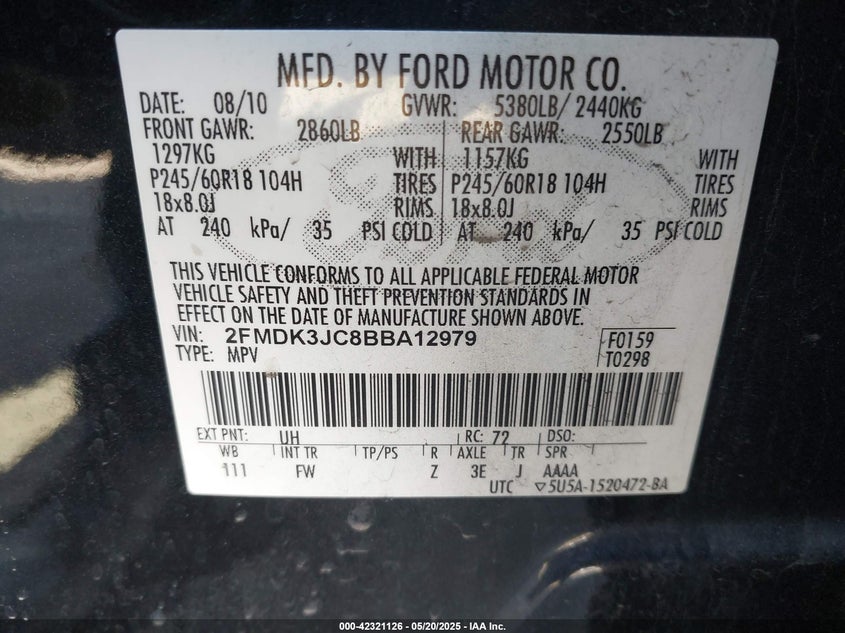 MFD. BY FORD MOTOR CO.
DATE: 08/10 GVWR: 5380LB/ 2440KG
FRONT GAWR: 2860LB REAR GAWR: 2550LB
1297KG WITH 1157KG WITH
P245/60R18 104H TIRES P245/60R18 104H TIRES
18x8.0J RIMS 18x8.0J RIMS
AT 240 kPa/ 35 PSI COLD AT 240 kPa/ 35 PSI COLD
THIS VEHICLE CONFORMS TO ALL APPLICABLE FEDERAL MOTOR
VEHICLE SAFETY AND THEFT PREVENTION STANDARDS IN
EFFECT ON THE DATE OF MANUFACTURE SHOWN ABOVE.
VIN: 2FMDK3JC8BBA12979 F0159
TYPE: MPV T0298
EXT PNT: UH RC: 72 DSO:
WB INT TR TP/PS R AXLE TR SPR
111 FW Z 3E J AAAA
UTC ▽5U5A-1520472-BA
000-42321126 - 05/20/2025 - IAA Inc.